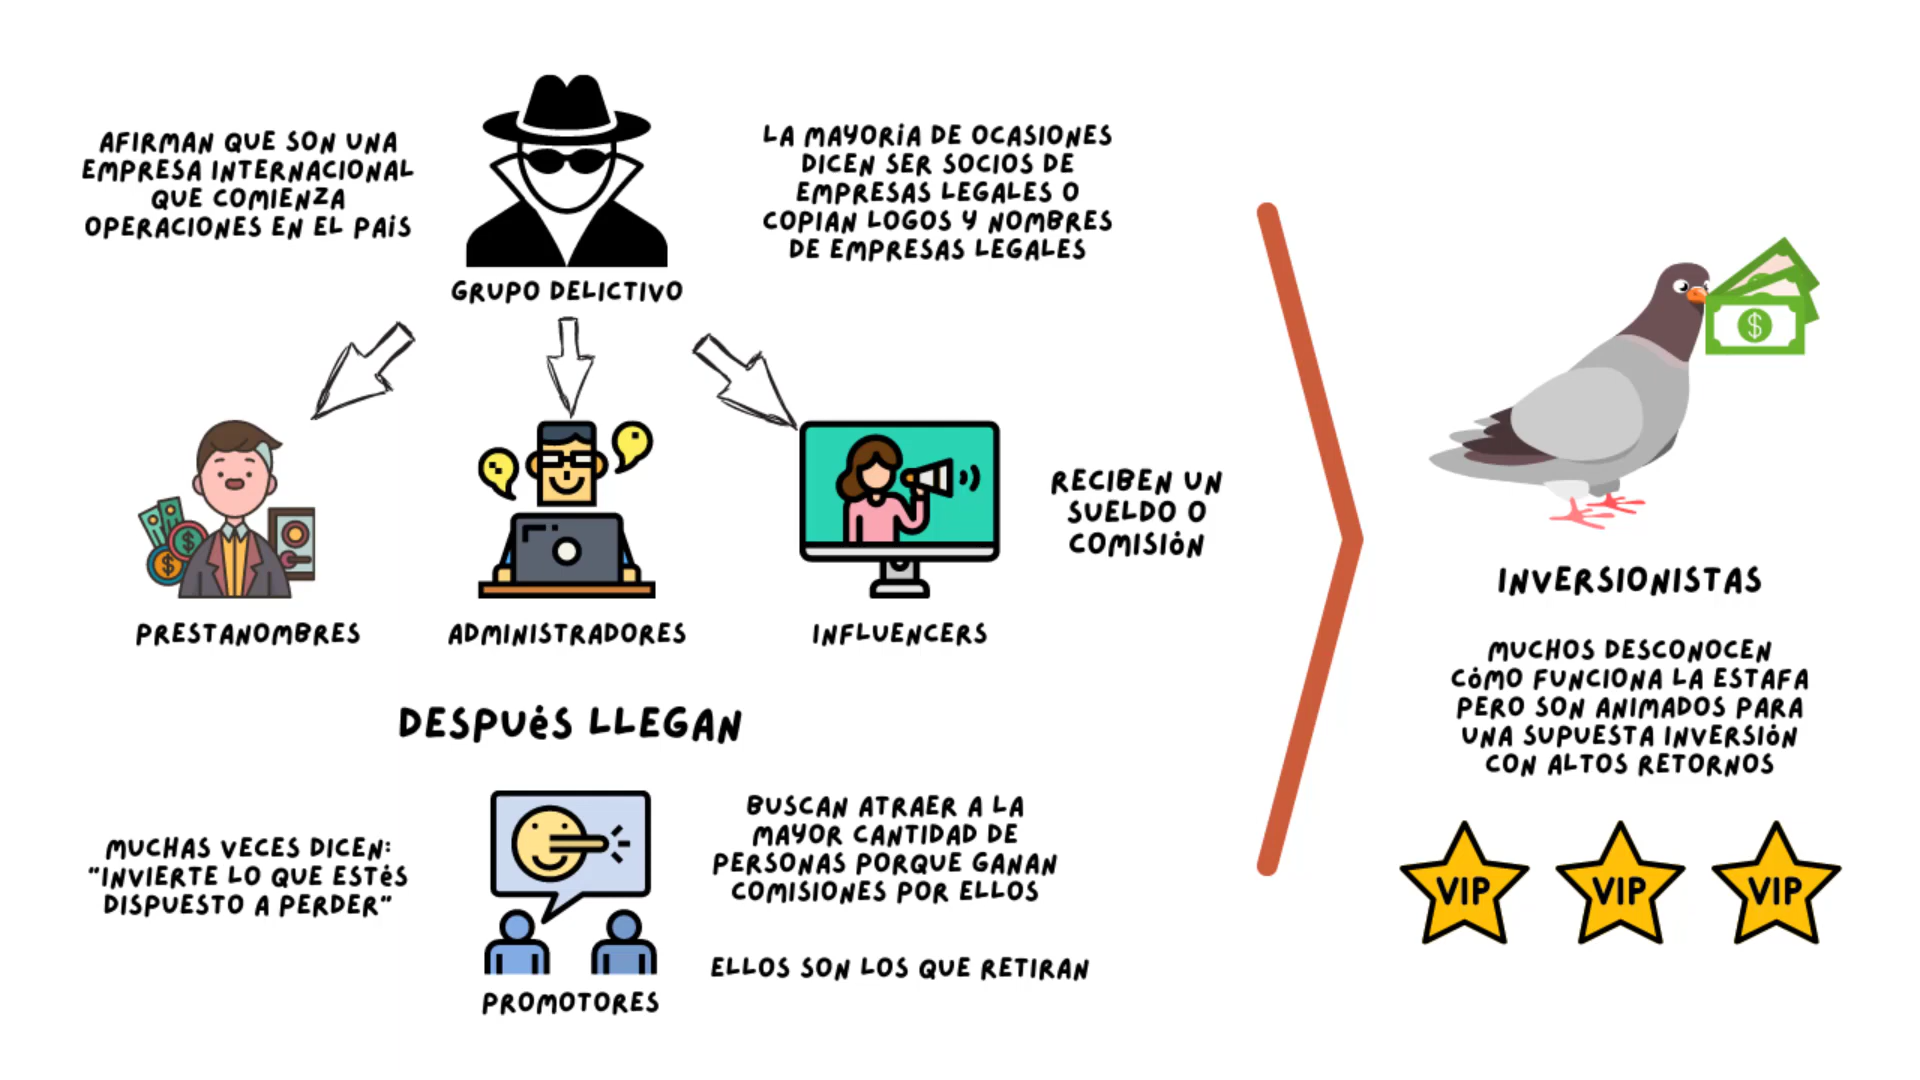 AFIRMAN QUE SON UNA
EMPRESA INTERNACIONAL
QUE COMIENZA
OPERACIONES EN EL PAÍS
LA MAYORÍA DE OCASIONES
DICEN SER SOCIOS DE
EMPRESAS LEGALES O
COPIAN LOGOS Y NOMBRES
DE EMPRESAS LEGALES
GRUPO DELICTIVO
RECIBEN UN
SUELDO O
COMISIÓN
PRESTANOMBRES
ADMINISTRADORES
INFLUENCERS
DESPUÉS LLEGAN
MUCHAS VECES DICEN:
"INVIERTE LO QUE ESTÉS
DISPUESTO A PERDER"
BUSCAN ATRAER A LA
MAYOR CANTIDAD DE
PERSONAS PORQUE GANAN
COMISIONES POR ELLOS
ELLOS SON LOS QUE RETIRAN
PROMOTORES
INVERSIONISTAS
MUCHOS DESCONOCEN
CÓMO FUNCIONA LA ESTAFA
PERO SON ANIMADOS PARA
UNA SUPUESTA INVERSIÓN
CON ALTOS RETORNOS
VIP VIP VIP